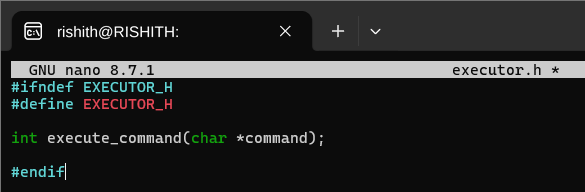 rishith@RISHITH:
GNU nano 8.7.1 executor.h *
#ifndef EXECUTOR_H
#define EXECUTOR_H
int execute_command(char *command);
#endif